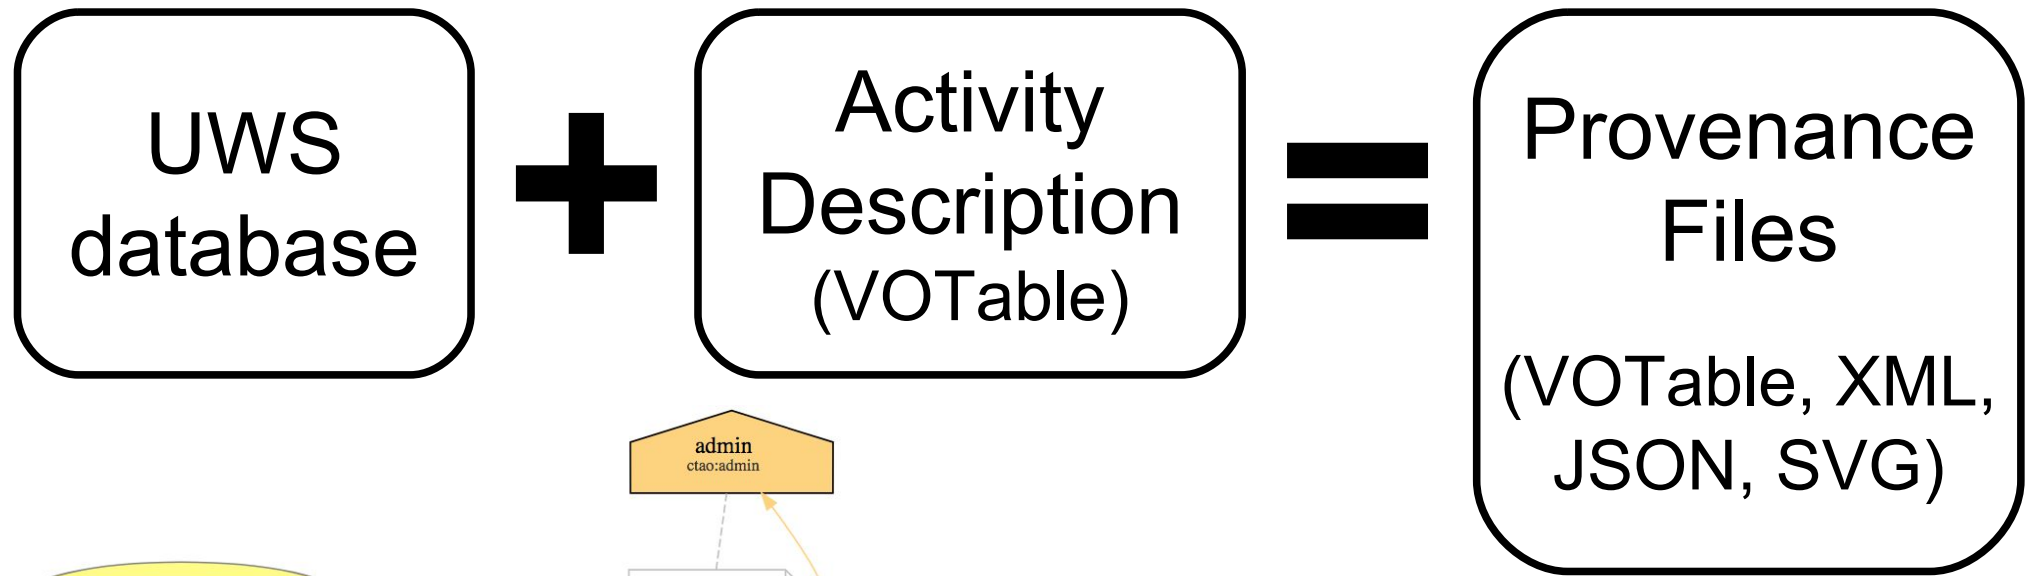 UWS
database
Activity
Description
(VOTable)
Provenance
Files
(VOTable, XML,
JSON, SVG)
admin
ctao:admin